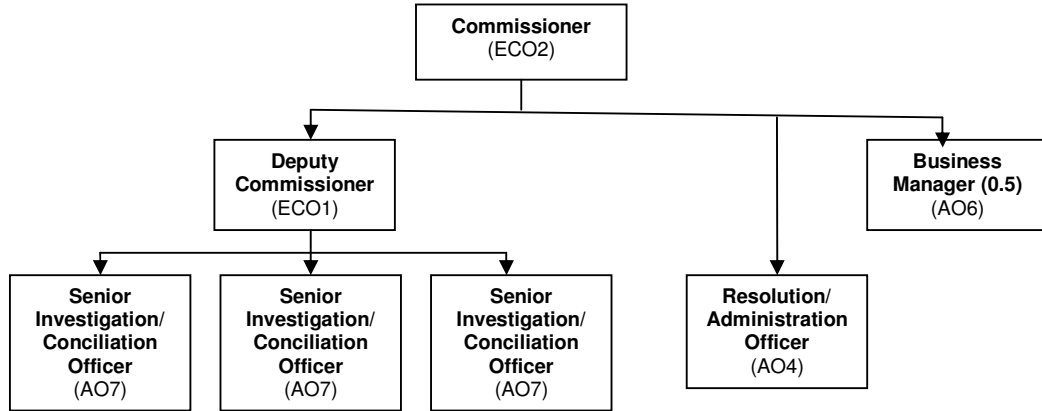 Commissioner
(ECO2)
Deputy
Commissioner
(ECO1)
Business
Manager (0.5)
(AO6)
Senior
Investigation/
Conciliation
Officer
(AO7)
Senior
Investigation/
Conciliation
Officer
(AO7)
Senior
Investigation/
Conciliation
Officer
(AO7)
Resolution/
Administration
Officer
(AO4)